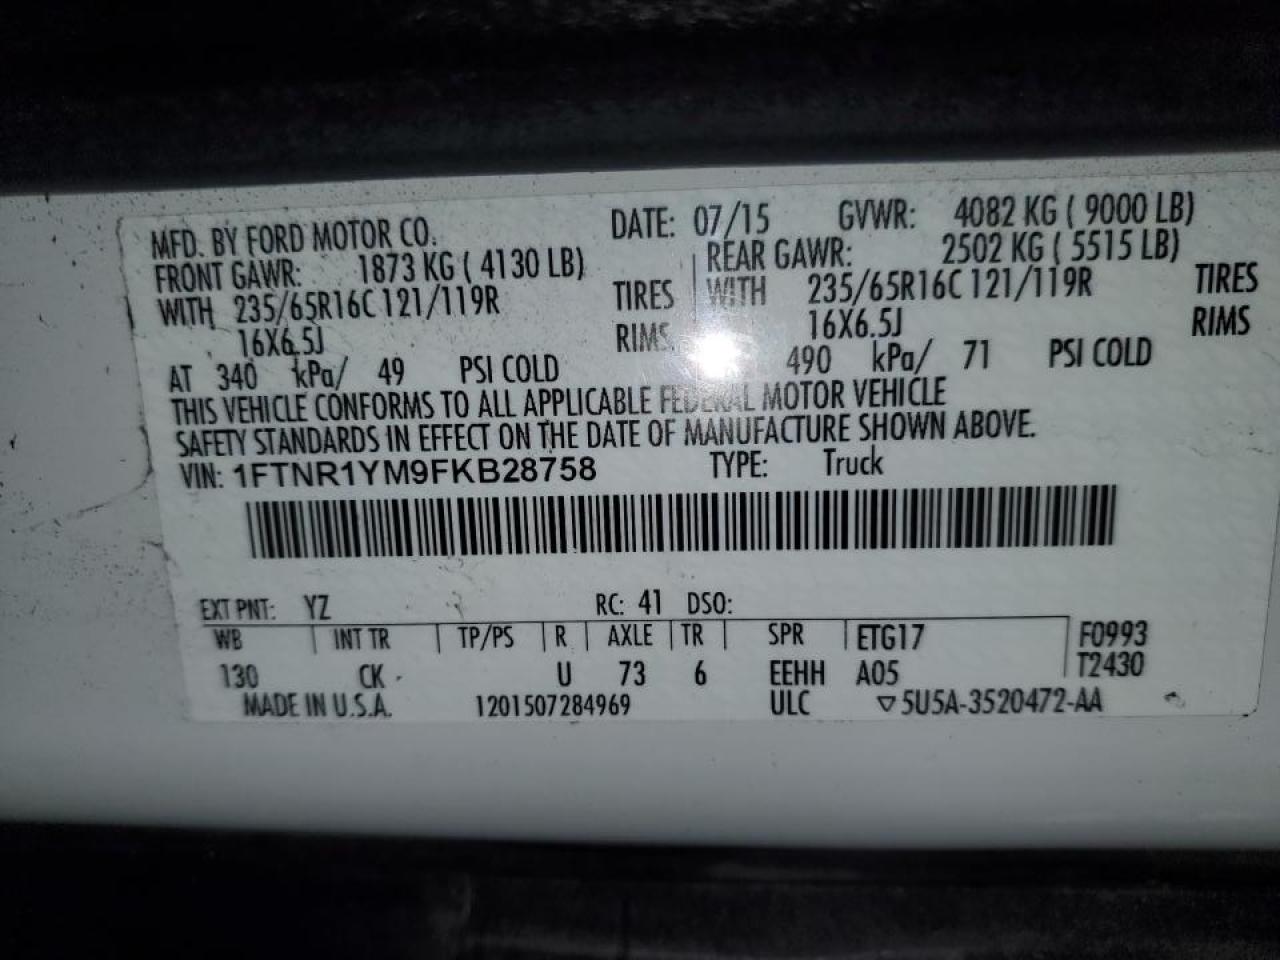 MFD. BY FORD MOTOR CO. DATE: 07/15 GVWR: 4082 KG ( 9000 LB)
FRONT GAWR: 1873 KG ( 4130 LB) REAR GAWR: 2502 KG ( 5515 LB)
WITH 235/65R16C 121/119R TIRES WITH 235/65R16C 121/119R TIRES
16X6.5J RIMS 16X6.5J RIMS
AT 340 kPa/ 49 PSI COLD 490 kPa/ 71 PSI COLD
THIS VEHICLE CONFORMS TO ALL APPLICABLE FEDERAL MOTOR VEHICLE
SAFETY STANDARDS IN EFFECT ON THE DATE OF MANUFACTURE SHOWN ABOVE.
VIN: 1FTNR1YM9FKB28758 TYPE: Truck
EXT PNT: YZ RC: 41 DSO:
WB INT TR TP/PS R AXLE TR SPR ETG17 F0993
130 CK U 73 6 EEHH A05 T2430
MADE IN U.S.A. 1201507284969 ULC ▽5U5A-3520472-AA